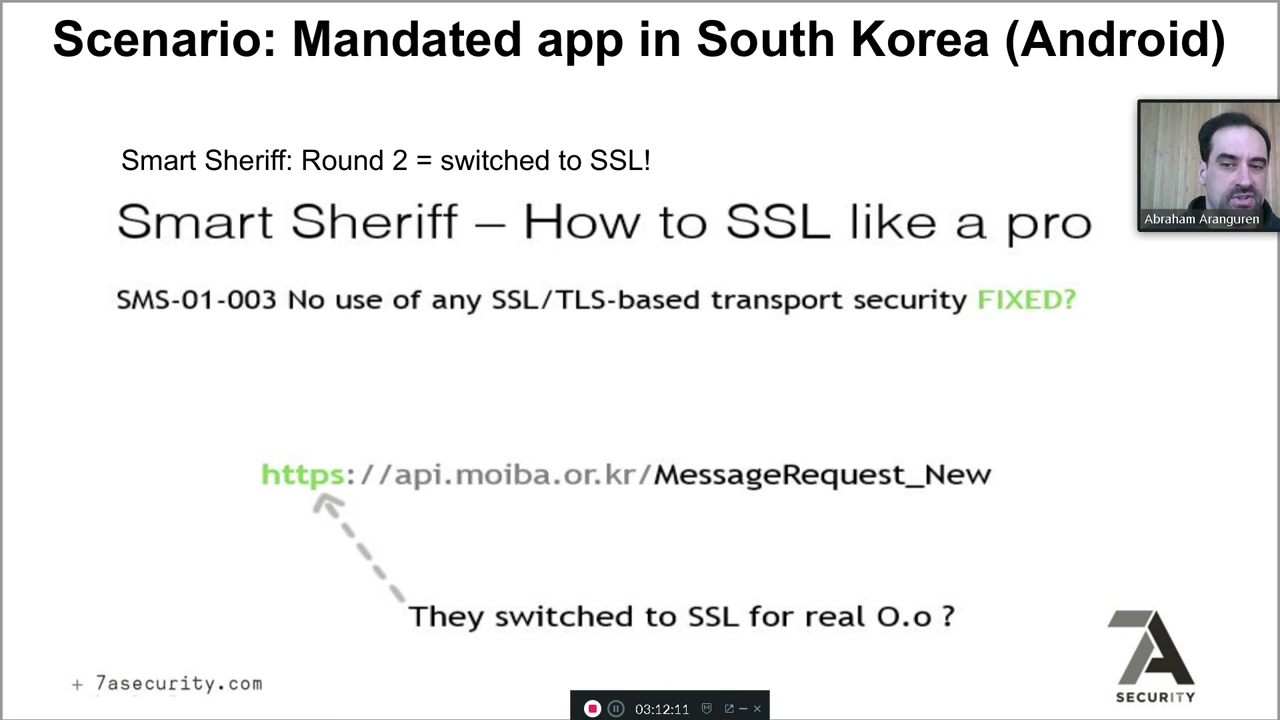 Scenario: Mandated app in South Korea (Android)
Smart Sheriff: Round 2 = switched to SSL!
Smart Sheriff – How to SSL like a pro
Abraham Aranguren
SMS-01-003 No use of any SSL/TLS-based transport security FIXED?
https://api.moiba.or.kr/MessageRequest_New
They switched to SSL for real O.o ?
+ 7asecurity.com
7A
SECURITY
03:12:11